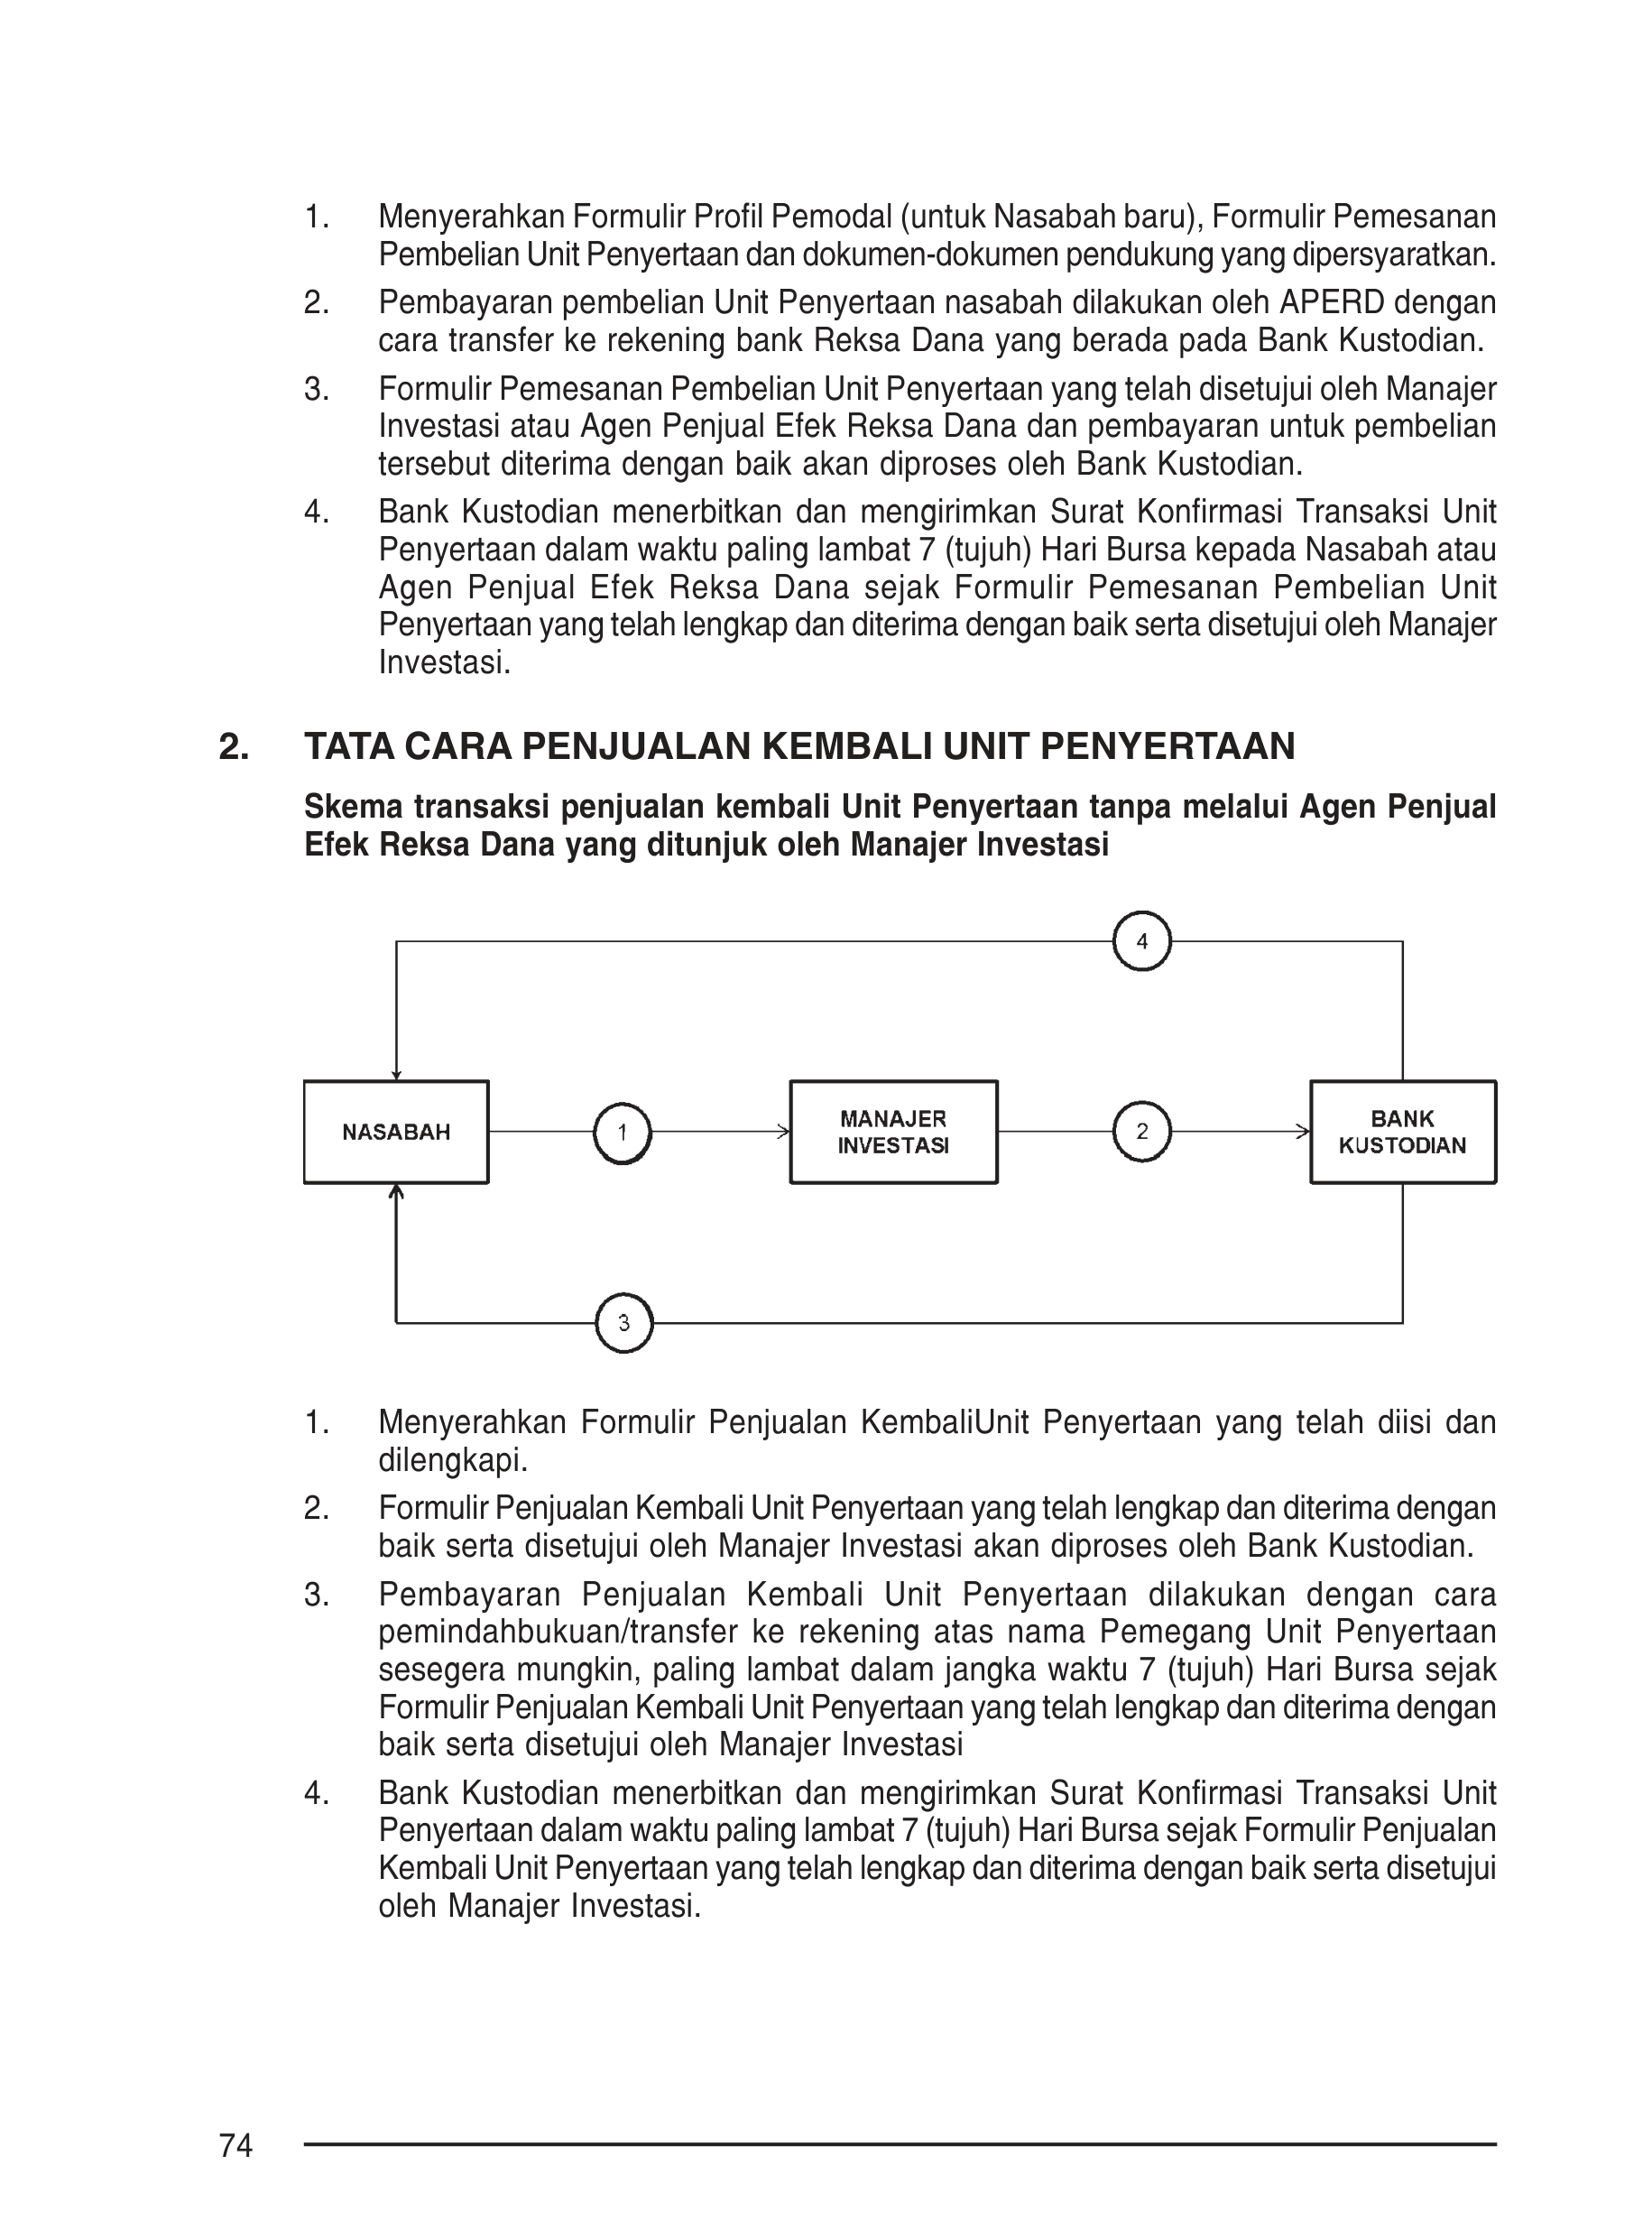 1. Menyerahkan Formulir Profil Pemodal (untuk Nasabah baru), Formulir Pemesanan
Pembelian Unit Penyertaan dan dokumen-dokumen pendukung yang dipersyaratkan.
2. Pembayaran pembelian Unit Penyertaan nasabah dilakukan oleh APERD dengan
cara transfer ke rekening bank Reksa Dana yang berada pada Bank Kustodian.
3. Formulir Pemesanan Pembelian Unit Penyertaan yang telah disetujui oleh Manajer
Investasi atau Agen Penjual Efek Reksa Dana dan pembayaran untuk pembelian
tersebut diterima dengan baik akan diproses oleh Bank Kustodian.
4. Bank Kustodian menerbitkan dan mengirimkan Surat Konfirmasi Transaksi Unit
Penyertaan dalam waktu paling lambat 7 (tujuh) Hari Bursa kepada Nasabah atau
Agen Penjual Efek Reksa Dana sejak Formulir Pemesanan Pembelian Unit
Penyertaan yang telah lengkap dan diterima dengan baik serta disetujui oleh Manajer
Investasi.
2. TATA CARA PENJUALAN KEMBALI UNIT PENYERTAAN
Skema transaksi penjualan kembali Unit Penyertaan tanpa melalui Agen Penjual
Efek Reksa Dana yang ditunjuk oleh Manajer Investasi
4
NASABAH
1
MANAJER
INVESTASI
2
BANK
KUSTODIAN
3
1. Menyerahkan Formulir Penjualan KembaliUnit Penyertaan yang telah diisi dan
dilengkapi.
2. Formulir Penjualan Kembali Unit Penyertaan yang telah lengkap dan diterima dengan
baik serta disetujui oleh Manajer Investasi akan diproses oleh Bank Kustodian.
3. Pembayaran Penjualan Kembali Unit Penyertaan dilakukan dengan cara
pemindahbukuan/transfer ke rekening atas nama Pemegang Unit Penyertaan
sesegera mungkin, paling lambat dalam jangka waktu 7 (tujuh) Hari Bursa sejak
Formulir Penjualan Kembali Unit Penyertaan yang telah lengkap dan diterima dengan
baik serta disetujui oleh Manajer Investasi
4. Bank Kustodian menerbitkan dan mengirimkan Surat Konfirmasi Transaksi Unit
Penyertaan dalam waktu paling lambat 7 (tujuh) Hari Bursa sejak Formulir Penjualan
Kembali Unit Penyertaan yang telah lengkap dan diterima dengan baik serta disetujui
oleh Manajer Investasi.
74